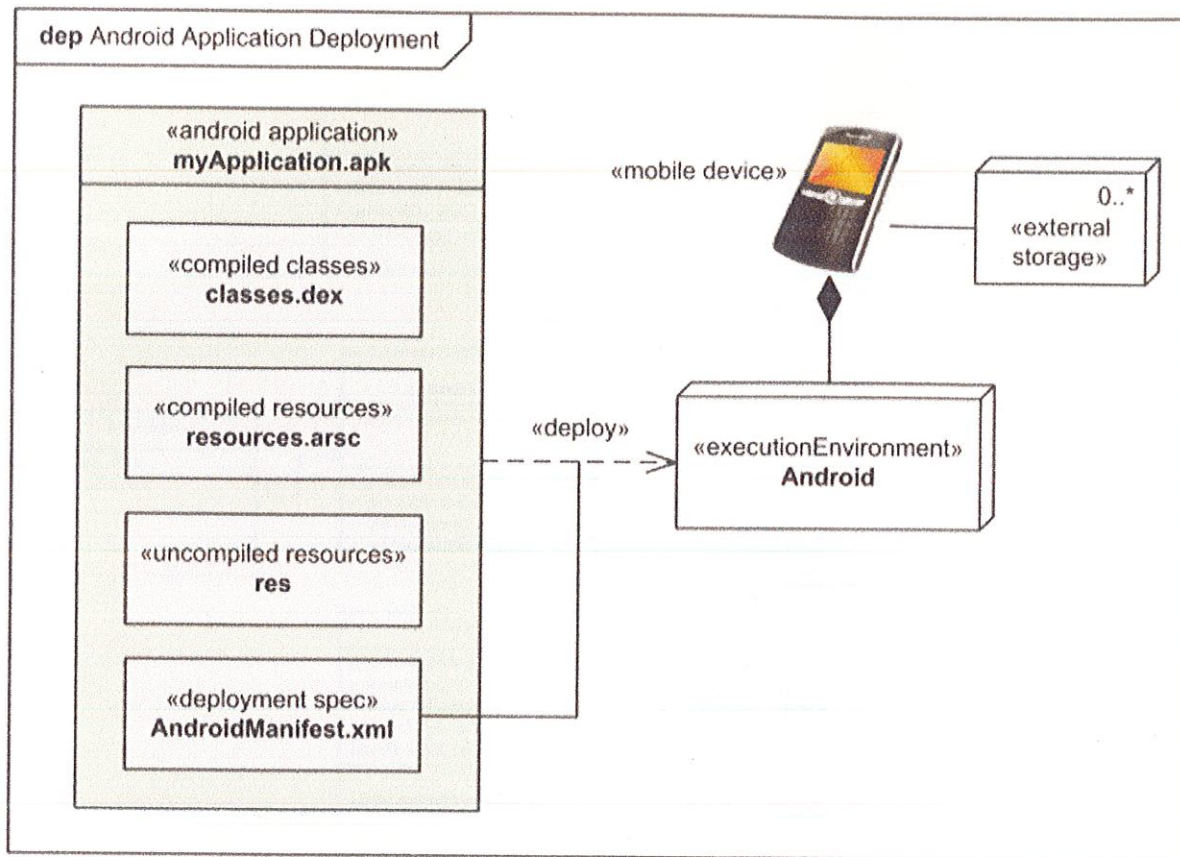 dep Android Application Deployment
«android application»
myApplication.apk
«compiled classes»
classes.dex
«compiled resources»
resources.arsc
«uncompiled resources»
res
«deployment spec»
AndroidManifest.xml
«deploy»
«mobile device»
0..*
«external
storage»
«executionEnvironment»
Android